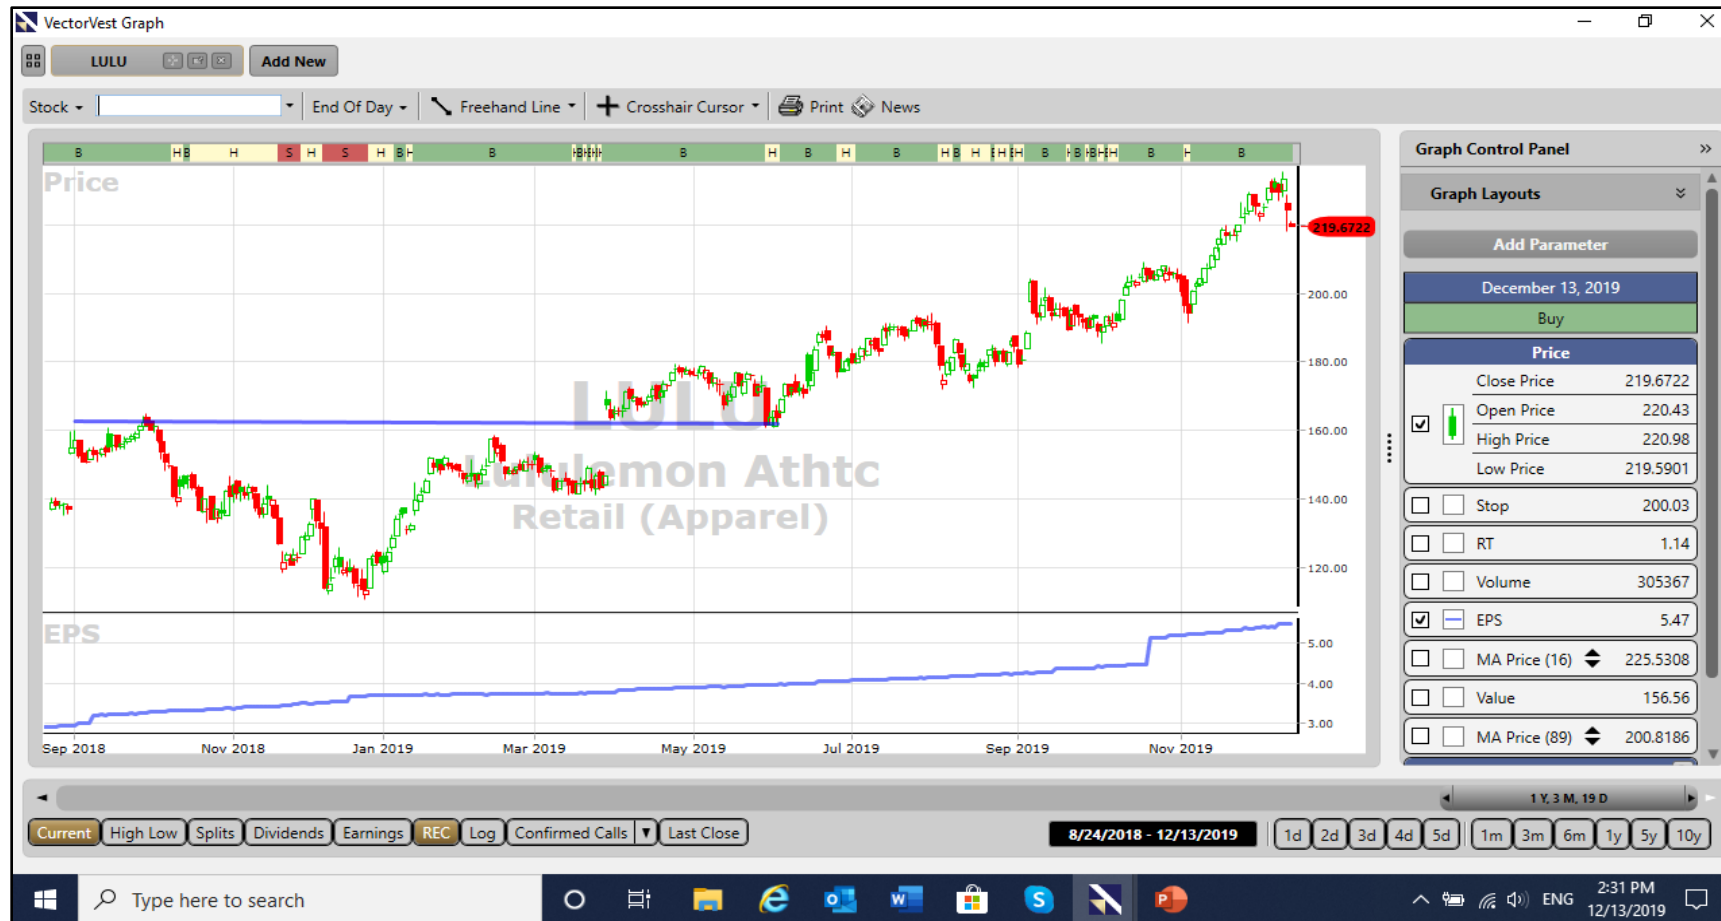 VectorVest Graph
LULU Add New
Stock End Of Day Freehand Line Crosshair Cursor Print News
B H B H S H S H B H B H B B H B H B H B H H B B H B H B
Price
LULU
Lululemon Athtc
Retail (Apparel)
219.6722
200.00
180.00
160.00
140.00
120.00
EPS
5.00
4.00
3.00
Sep 2018 Nov 2018 Jan 2019 Mar 2019 May 2019 Jul 2019 Sep 2019 Nov 2019
Graph Control Panel »
Graph Layouts
Add Parameter
December 13, 2019
Buy
Price
Close Price 219.6722
Open Price 220.43
High Price 220.98
Low Price 219.5901
Stop 200.03
RT 1.14
Volume 305367
EPS 5.47
MA Price (16) 225.5308
Value 156.56
MA Price (89) 200.8186
1 Y, 3 M, 19 D
Current High Low Splits Dividends Earnings REC Log Confirmed Calls Last Close 8/24/2018 - 12/13/2019 1d 2d 3d 4d 5d 1m 3m 6m 1y 5y 10y
Type here to search
ENG
2:31 PM
12/13/2019